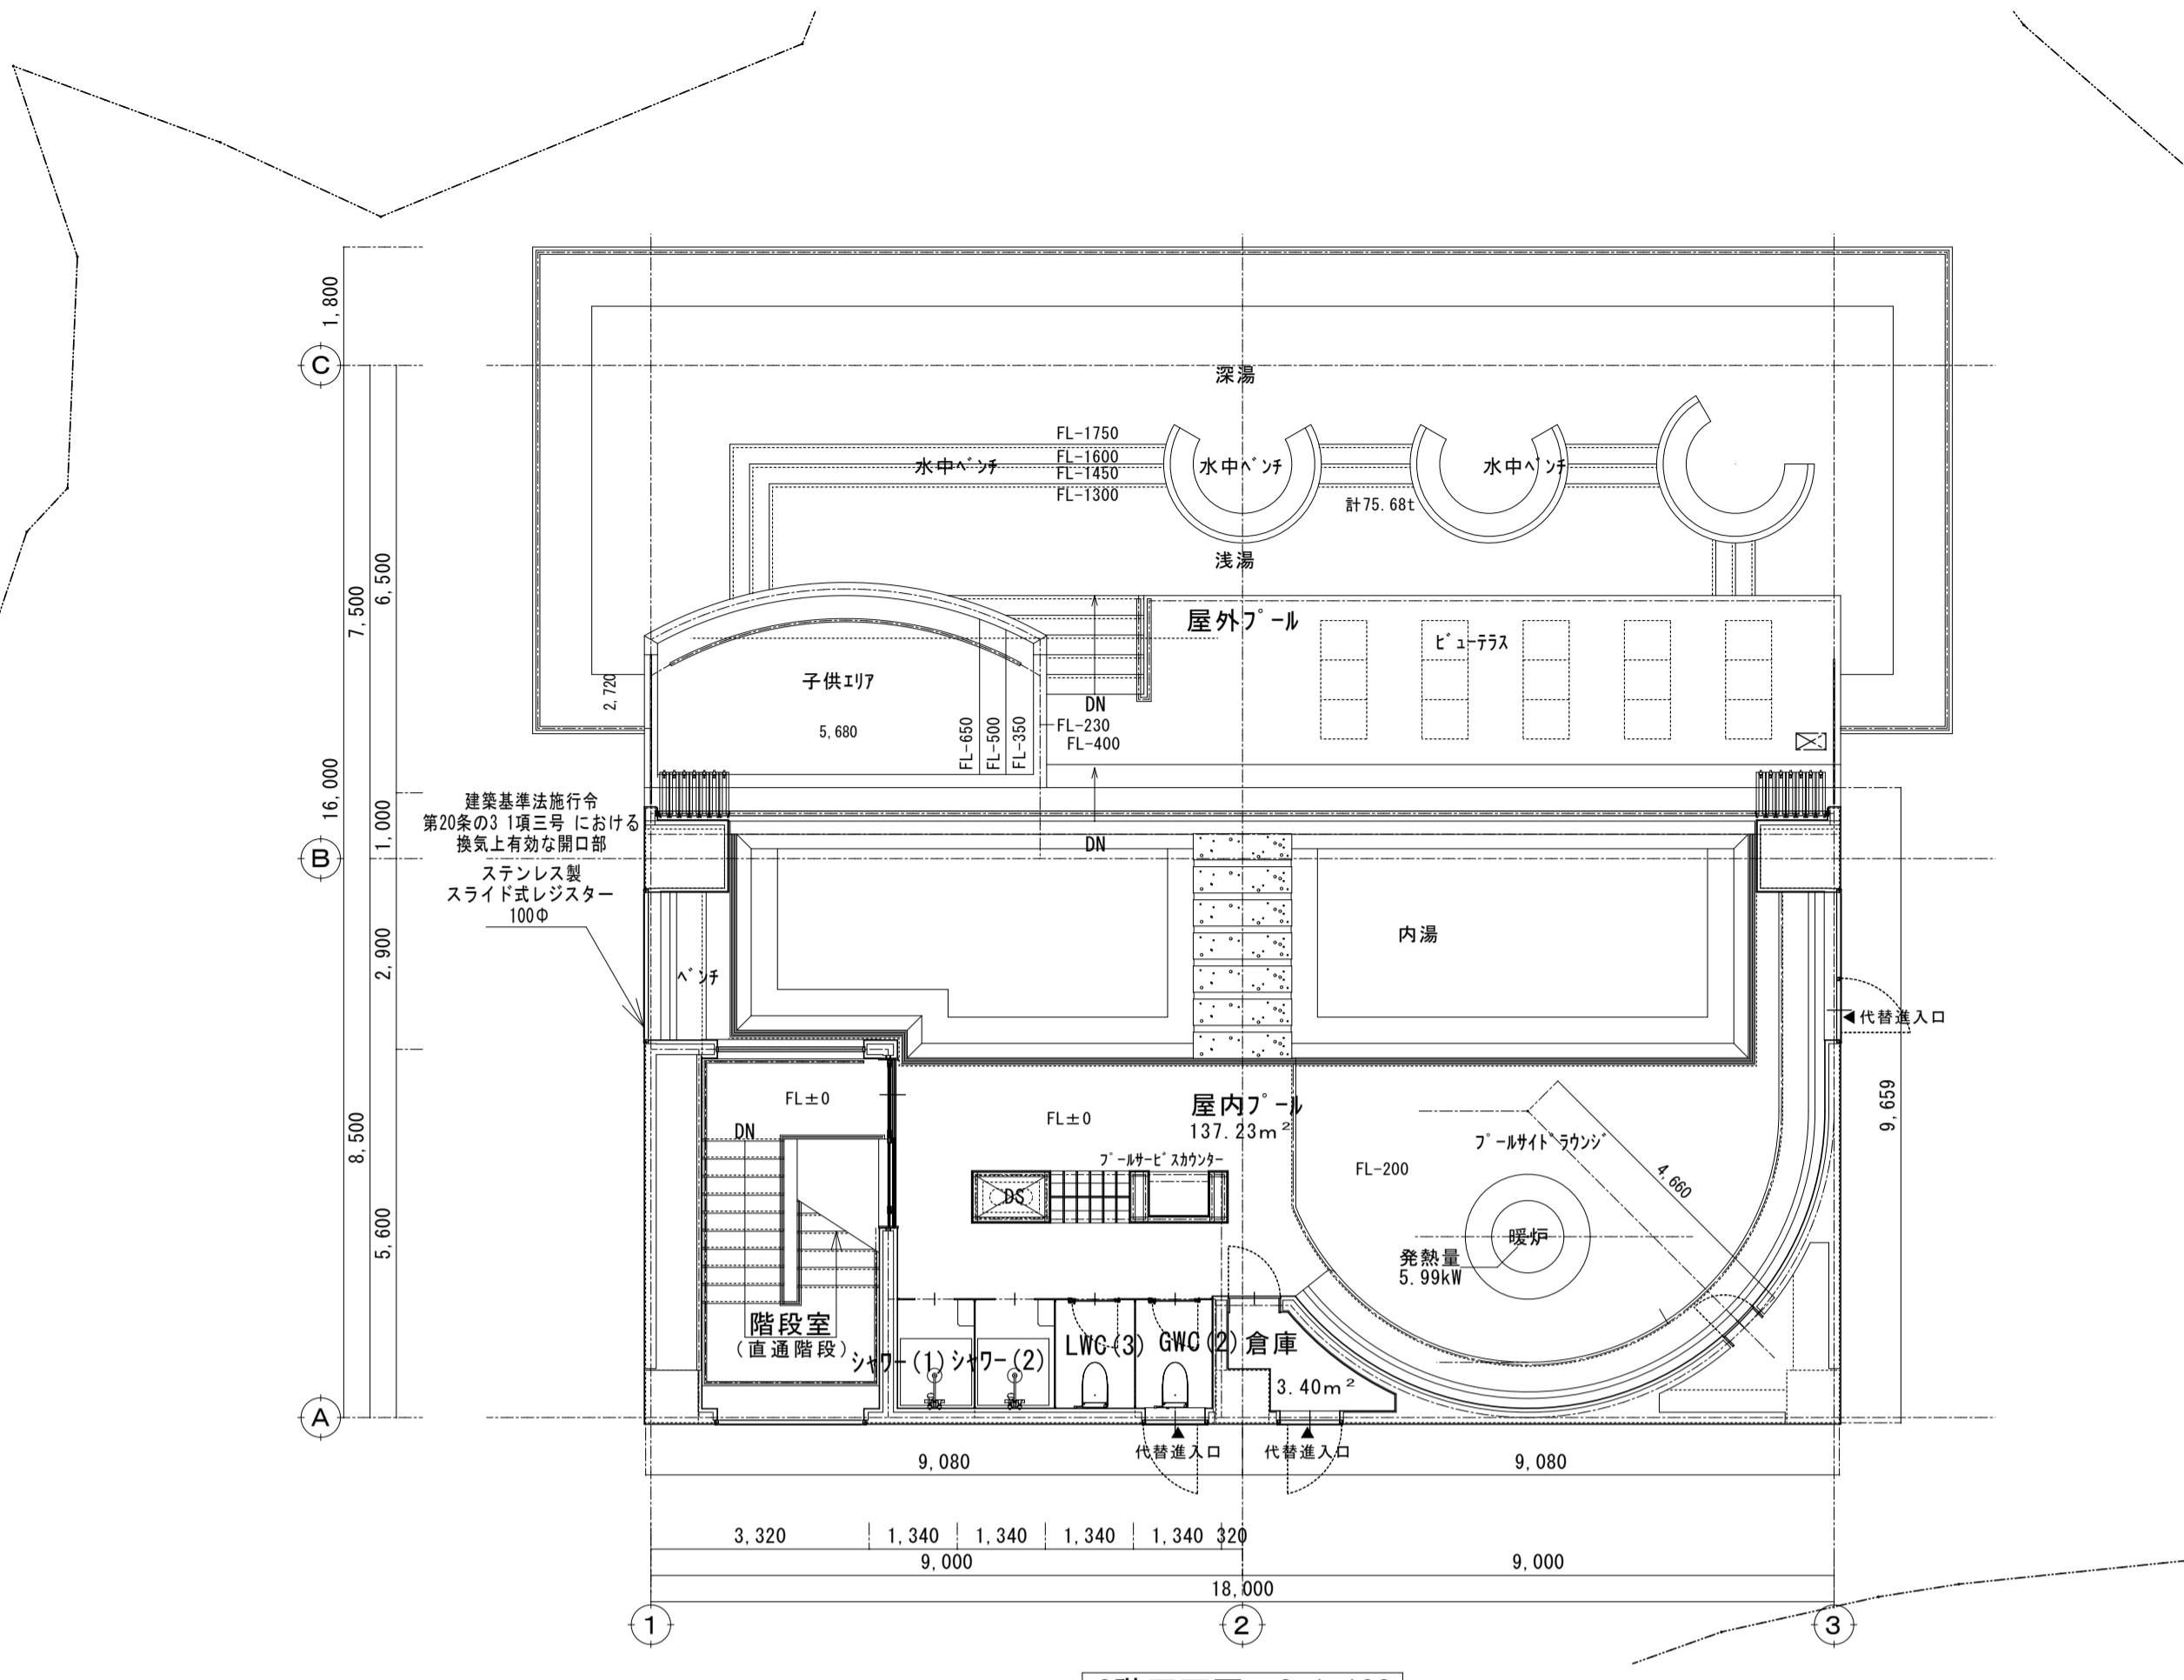 1,800
C
深湯
FL-1750
FL-1600
FL-1450
FL-1300
水中ﾍﾞﾝﾁ
水中ﾍﾞﾝﾁ
水中ﾍﾞﾝﾁ
計75.68t
浅湯
6,500
7,500
屋外ﾌﾟｰﾙ
ﾋﾞｭｰﾃﾗｽ
子供ｴﾘｱ
2,720
5,680
FL-650
FL-500
FL-350
DN
FL-230
FL-400
16,000
1,000
建築基準法施行令
第20条の3 1項三号 における
換気上有効な開口部
ステンレス製
スライド式レジスター
100Φ
B
DN
内湯
2,900
ﾍﾞﾝﾁ
代替進入口
8,500
5,600
9,659
FL±0
DN
FL±0
屋内ﾌﾟｰﾙ
137.23m²
ﾌﾟｰﾙｻｰﾋﾞｽｶｳﾝﾀｰ
DS
ﾌﾟｰﾙｻｲﾄﾞﾗｳﾝｼﾞ
FL-200
4,660
暖炉
発熱量
5.99kW
階段室
(直通階段)
ｼｬﾜｰ(1)
ｼｬﾜｰ(2)
LWC(3)
GWC(2)
倉庫
3.40m²
A
代替進入口
代替進入口
9,080
9,080
3,320
1,340
1,340
1,340
1,340
320
9,000
9,000
18,000
1
2
3